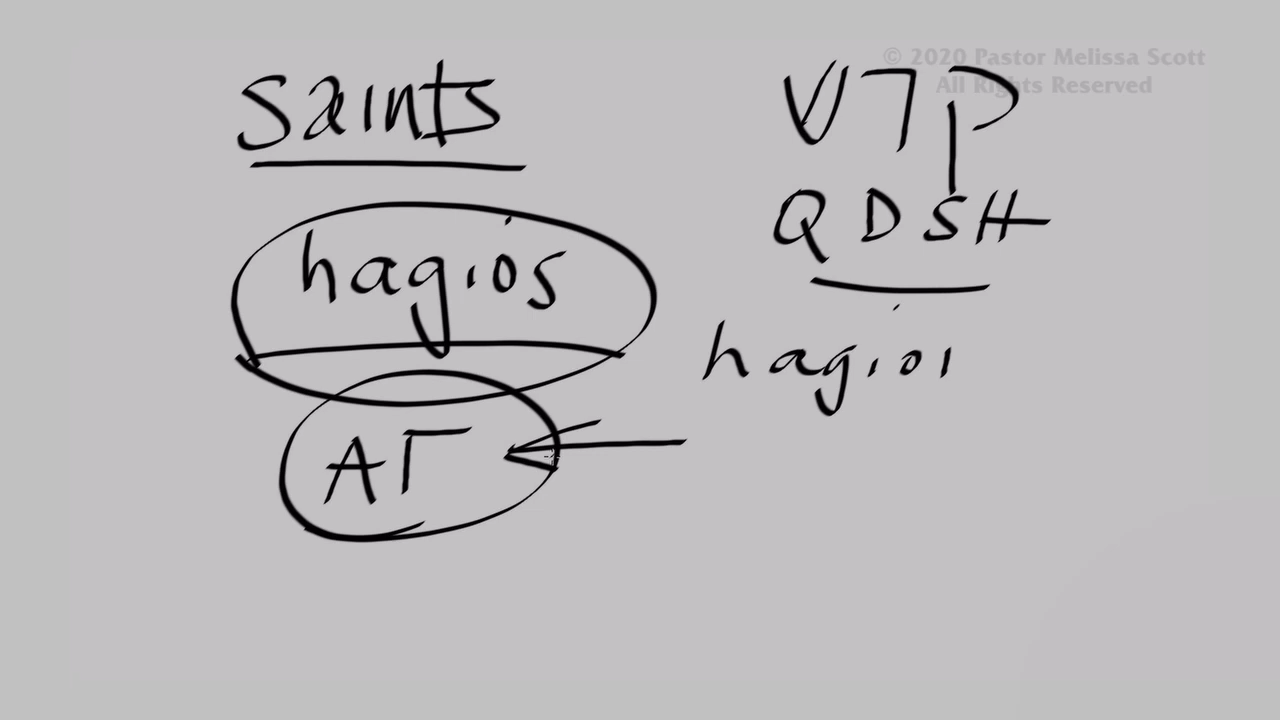 © 2020 Pastor Melissa Scott
All Rights Reserved
saints
hagios
ΑΓ
קדש
QDSH
hagioi